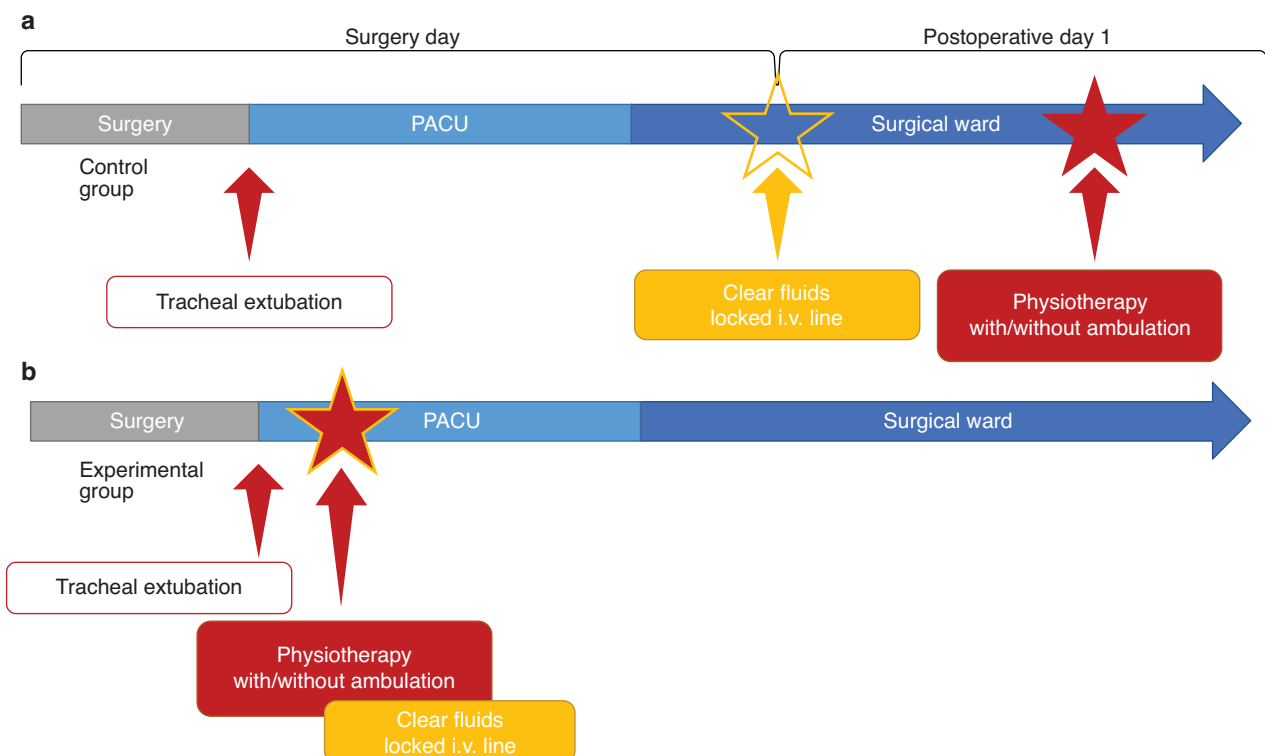 a
Surgery day
Postoperative day 1
Surgery
PACU
Surgical ward
Control
group
Tracheal extubation
Clear fluids
locked i.v. line
Physiotherapy
with/without ambulation
b
Surgery
PACU
Surgical ward
Experimental
group
Tracheal extubation
Physiotherapy
with/without ambulation
Clear fluids
locked i.v. line